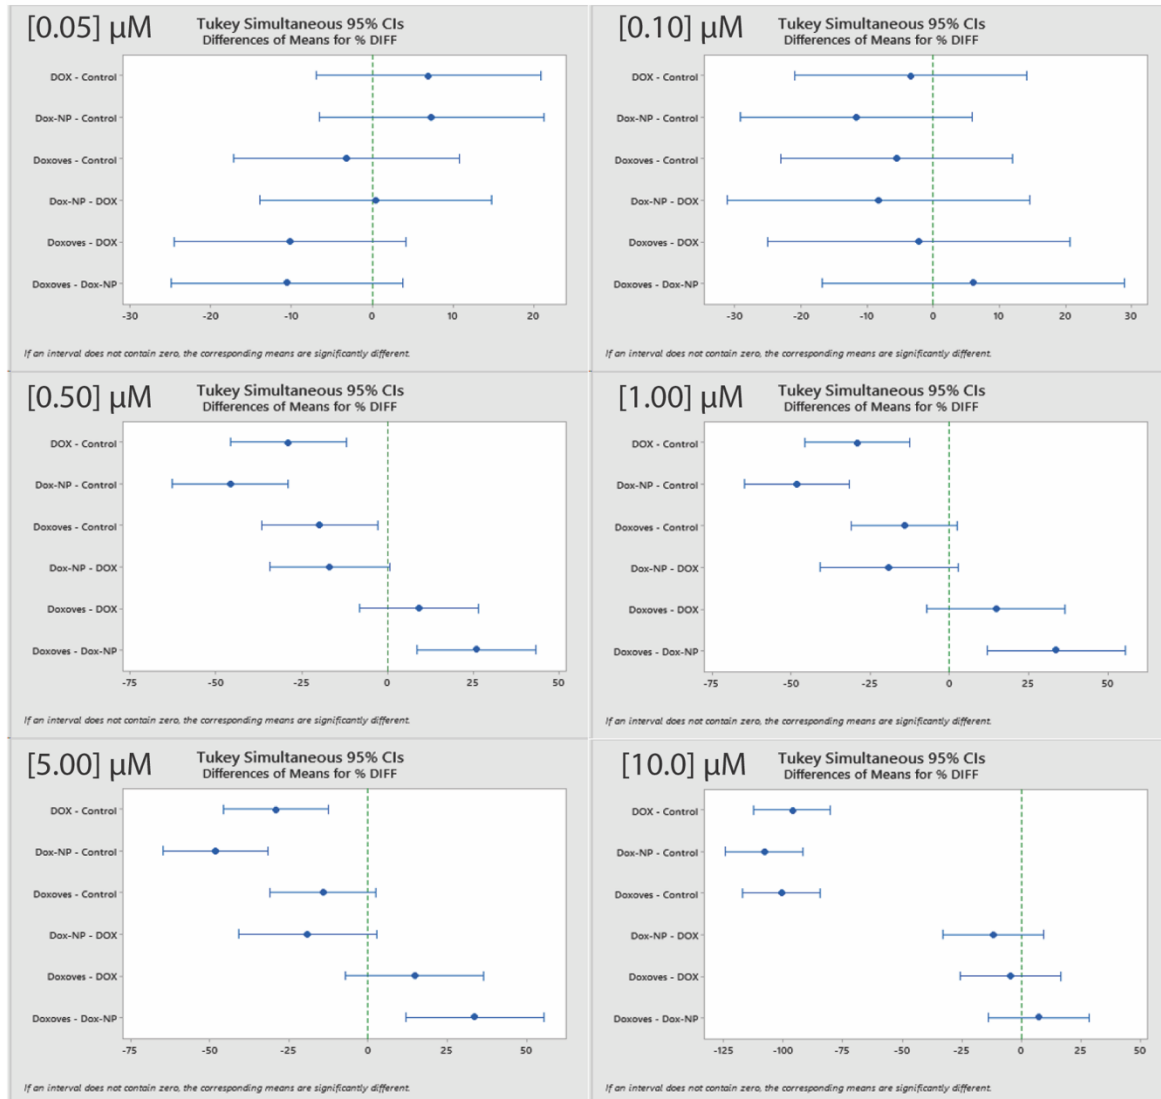 [0.05] µM
Tukey Simultaneous 95% CIs
Differences of Means for % DIFF
DOX - Control
Dox-NP - Control
Doxoves - Control
Dox-NP - DOX
Doxoves - DOX
Doxoves - Dox-NP
-30 -20 -10 0 10 20
If an interval does not contain zero, the corresponding means are significantly different.
[0.10] µM
Tukey Simultaneous 95% CIs
Differences of Means for % DIFF
DOX - Control
Dox-NP - Control
Doxoves - Control
Dox-NP - DOX
Doxoves - DOX
Doxoves - Dox-NP
-30 -20 -10 0 10 20 30
If an interval does not contain zero, the corresponding means are significantly different.
[0.50] µM
Tukey Simultaneous 95% CIs
Differences of Means for % DIFF
DOX - Control
Dox-NP - Control
Doxoves - Control
Dox-NP - DOX
Doxoves - DOX
Doxoves - Dox-NP
-75 -50 -25 0 25 50
If an interval does not contain zero, the corresponding means are significantly different.
[1.00] µM
Tukey Simultaneous 95% CIs
Differences of Means for % DIFF
DOX - Control
Dox-NP - Control
Doxoves - Control
Dox-NP - DOX
Doxoves - DOX
Doxoves - Dox-NP
-75 -50 -25 0 25 50
If an interval does not contain zero, the corresponding means are significantly different.
[5.00] µM
Tukey Simultaneous 95% CIs
Differences of Means for % DIFF
DOX - Control
Dox-NP - Control
Doxoves - Control
Dox-NP - DOX
Doxoves - DOX
Doxoves - Dox-NP
-75 -50 -25 0 25 50
If an interval does not contain zero, the corresponding means are significantly different.
[10.0] µM
Tukey Simultaneous 95% CIs
Differences of Means for % DIFF
DOX - Control
Dox-NP - Control
Doxoves - Control
Dox-NP - DOX
Doxoves - DOX
Doxoves - Dox-NP
-125 -100 -75 -50 -25 0 25 50
If an interval does not contain zero, the corresponding means are significantly different.